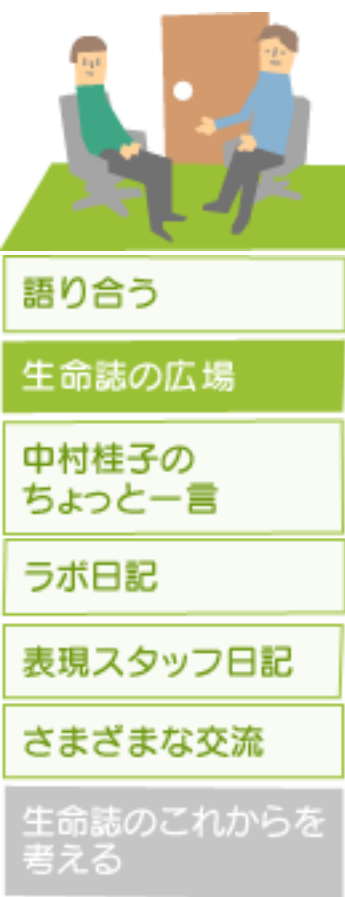 語り合う
生命誌の広場
中村桂子の
ちょっと一言
ラボ日記
表現スタッフ日記
さまざまな交流
生命誌のこれからを
考える